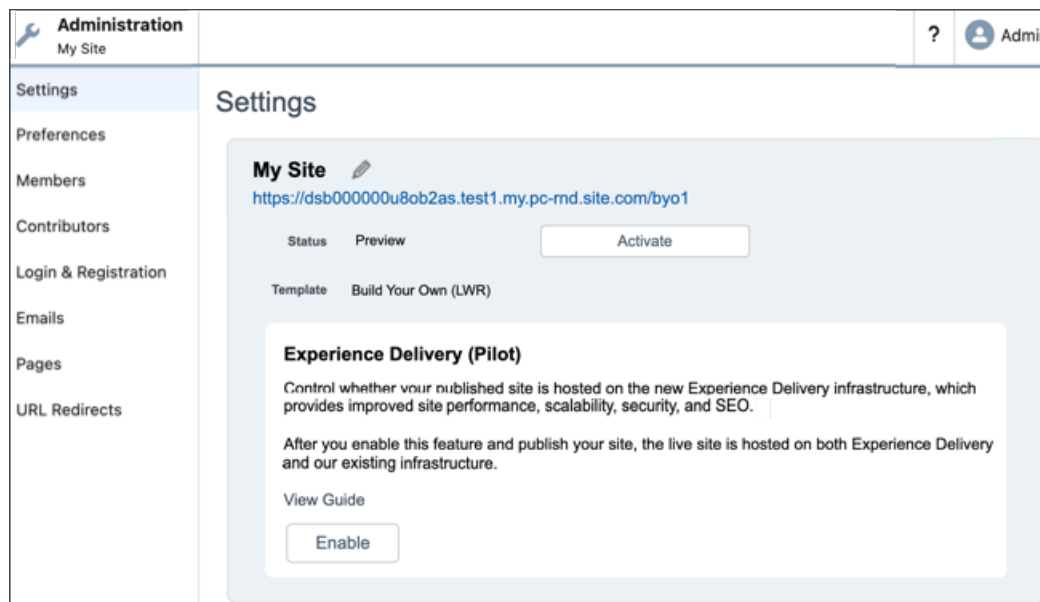 Administration
My Site
?
Admi
Settings
Preferences
Members
Contributors
Login & Registration
Emails
Pages
URL Redirects
Settings
My Site
https://dsb000000u8ob2as.test1.my.pc-rnd.site.com/byo1
Status Preview Activate
Template Build Your Own (LWR)
Experience Delivery (Pilot)
Control whether your published site is hosted on the new Experience Delivery infrastructure, which
provides improved site performance, scalability, security, and SEO.
After you enable this feature and publish your site, the live site is hosted on both Experience Delivery
and our existing infrastructure.
View Guide
Enable